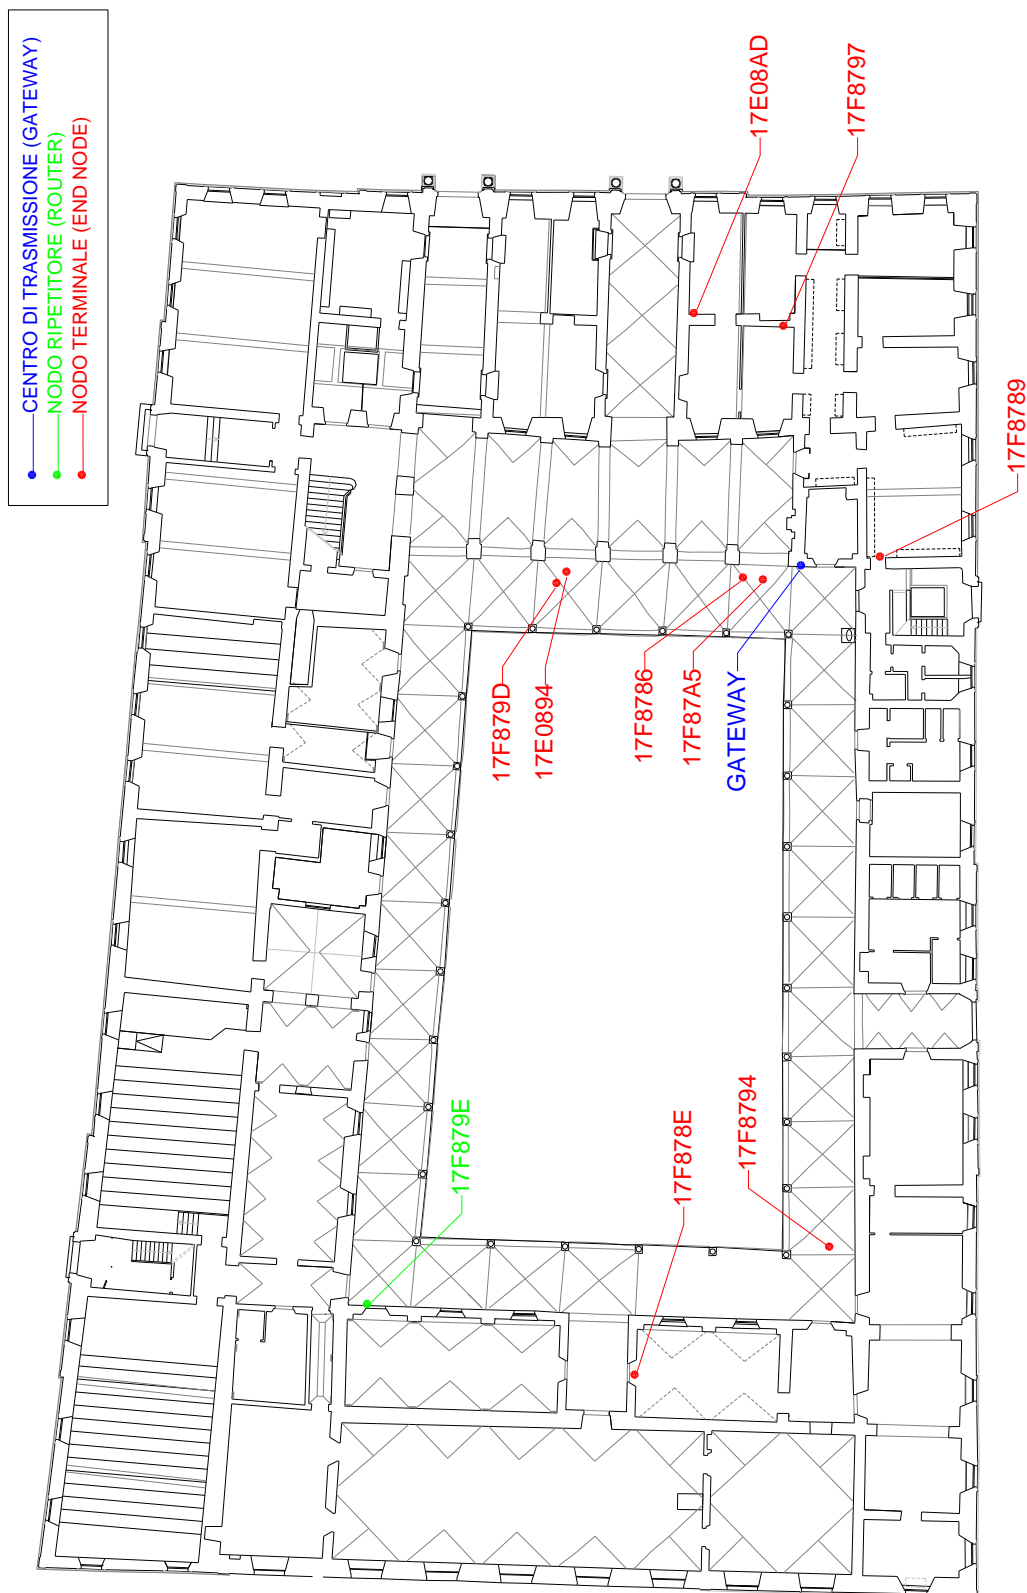 CENTRO DI TRASMISSIONE (GATEWAY)
NODO RIPETITORE (ROUTER)
NODO TERMINALE (END NODE)
17E08AD
17F8797
17F8789
17F879D
17E0894
17F8786
17F87A5
GATEWAY
17F879E
17F878E
17F8794